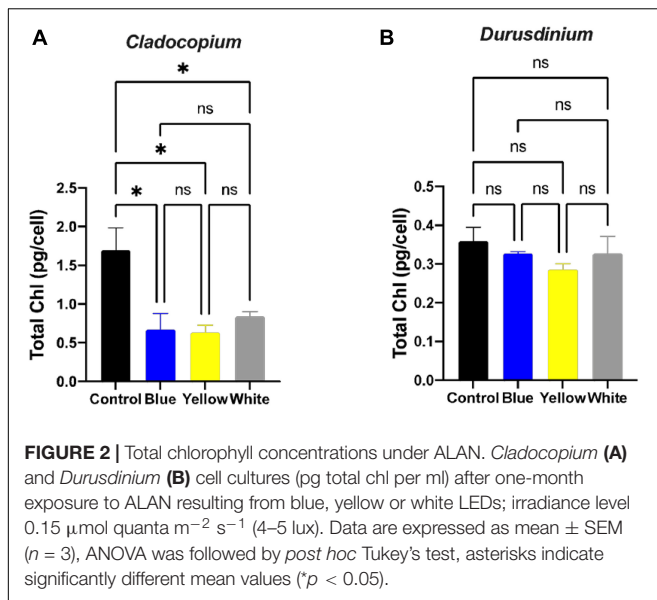 A
Cladocopium
*
ns
*
* ns ns
Total Chl (pg/cell)
2.5
2.0
1.5
1.0
0.5
0.0
Control Blue Yellow White
B
Durusdinium
ns
ns
ns
ns ns ns
Total Chl (pg/cell)
0.5
0.4
0.3
0.2
0.1
0.0
Control Blue Yellow White
FIGURE 2 | Total chlorophyll concentrations under ALAN. Cladocopium (A)
and Durusdinium (B) cell cultures (pg total chl per ml) after one-month
exposure to ALAN resulting from blue, yellow or white LEDs; irradiance level
0.15 μmol quanta m⁻² s⁻¹ (4–5 lux). Data are expressed as mean ± SEM
(n = 3), ANOVA was followed by post hoc Tukey's test, asterisks indicate
significantly different mean values (*p < 0.05).